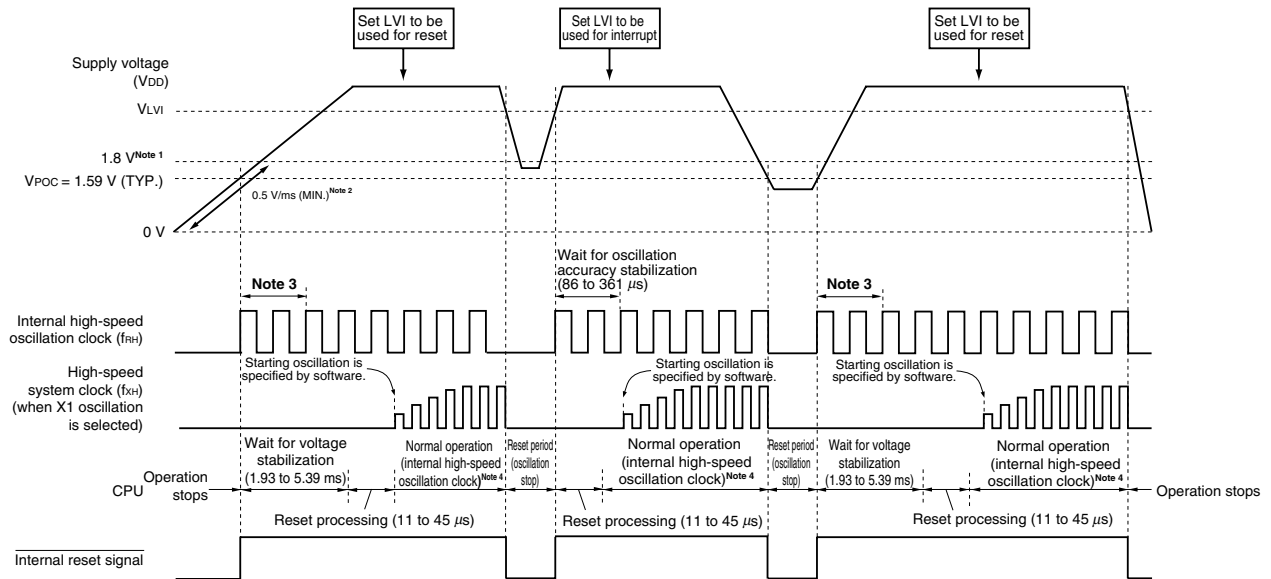 Set LVI to be
used for reset
Set LVI to be
used for interrupt
Set LVI to be
used for reset
Supply voltage
(VDD)
VLVI
1.8 V Note 1
VPOC = 1.59 V (TYP.)
0.5 V/ms (MIN.) Note 2
0 V
Wait for oscillation
accuracy stabilization
(86 to 361 μs)
Note 3
Note 3
Internal high-speed
oscillation clock (fRH)
Starting oscillation is
specified by software.
Starting oscillation is
specified by software.
Starting oscillation is
specified by software.
High-speed
system clock (fXH)
(when X1 oscillation
is selected)
Wait for voltage
stabilization
(1.93 to 5.39 ms)
Normal operation
(internal high-speed
oscillation clock) Note 4
Reset period
(oscillation
stop)
Normal operation
(internal high-speed
oscillation clock) Note 4
Reset period
(oscillation
stop)
Wait for voltage
stabilization
(1.93 to 5.39 ms)
Normal operation
(internal high-speed
oscillation clock) Note 4
CPU
Operation
stops
Operation stops
Reset processing (11 to 45 μs)
Reset processing (11 to 45 μs)
Reset processing (11 to 45 μs)
Internal reset signal